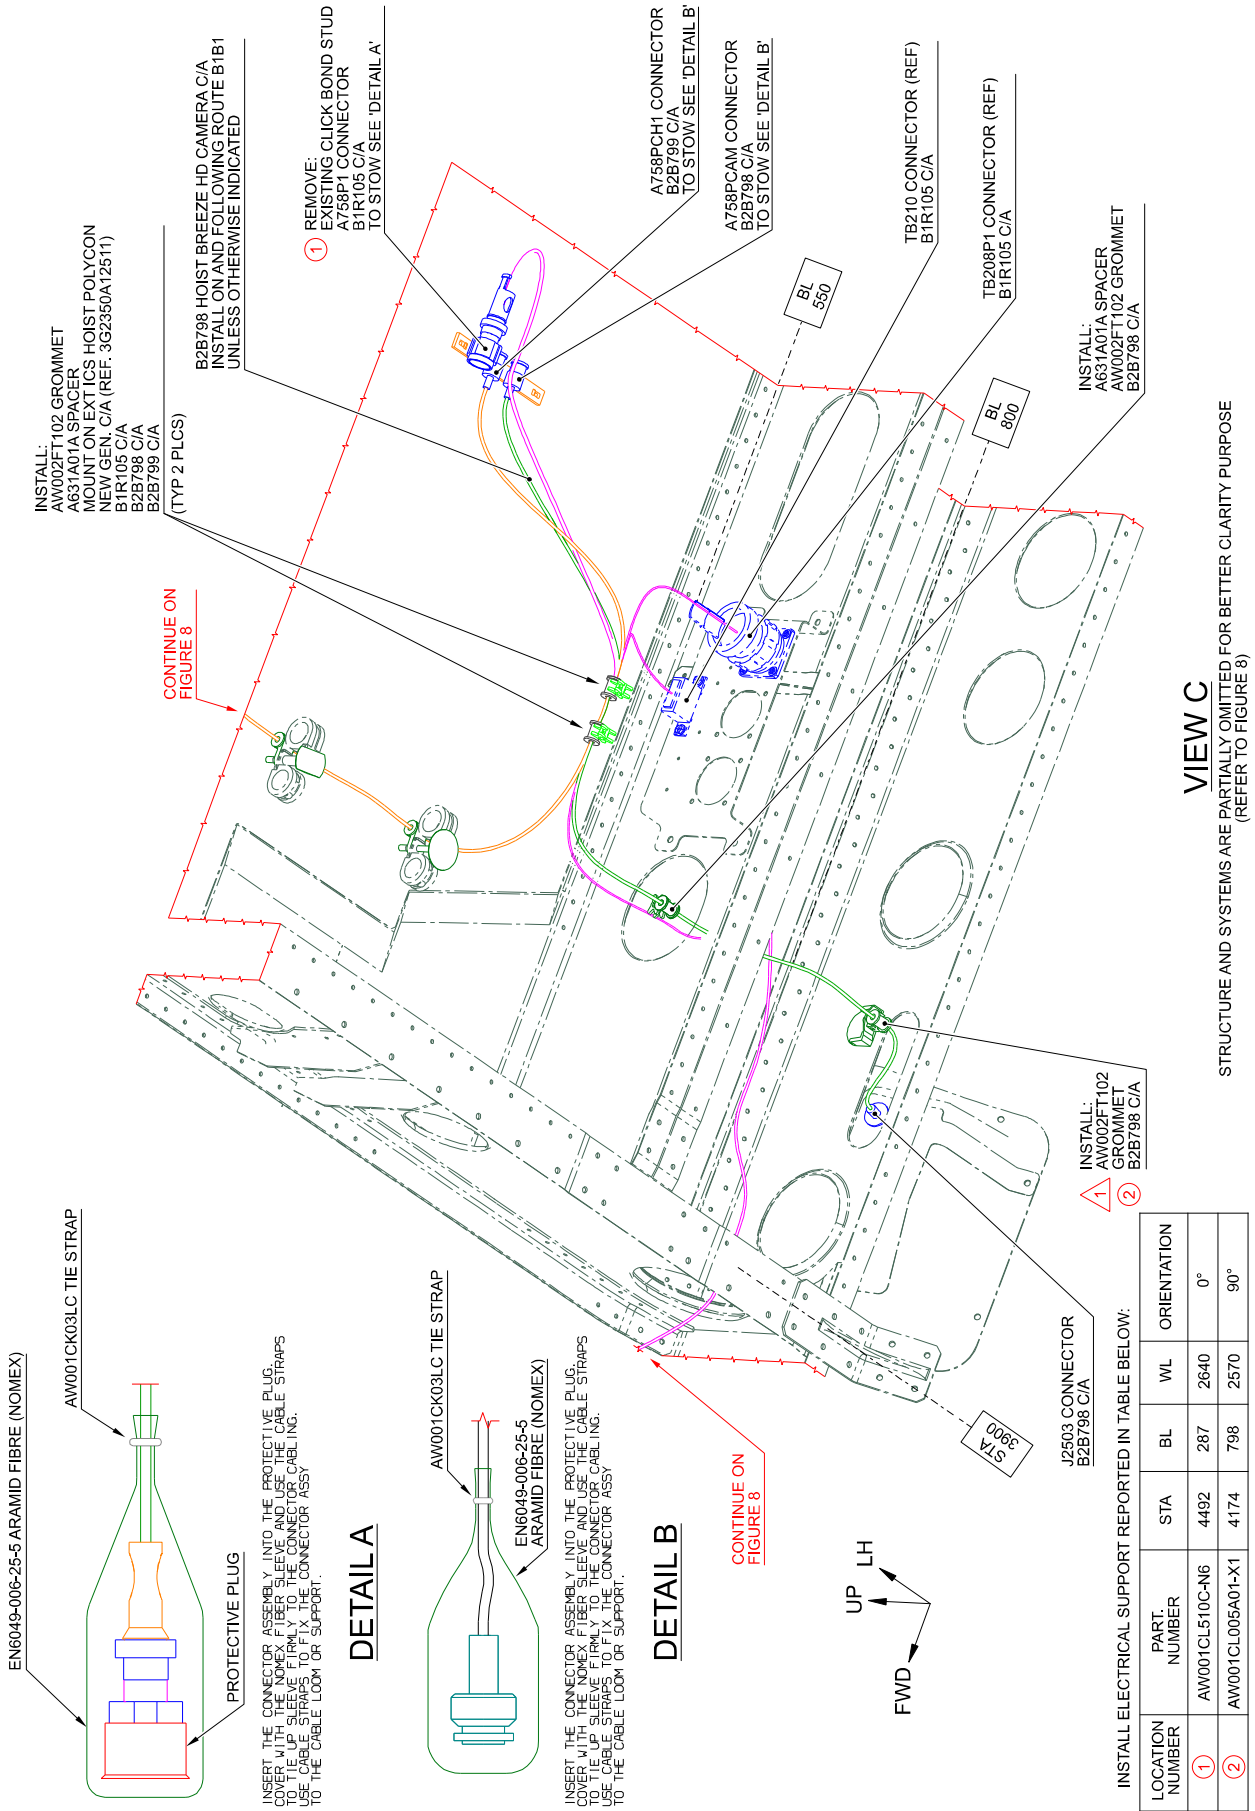 INSTALL:
AW002FT102 GROMMET
A631A01A SPACER
MOUNT ON EXT ICS HOIST POLYCON
NEW GEN. C/A (REF. 3G2350A12511)
B1R105 C/A
B2B798 C/A
B2B799 C/A
(TYP 2 PLCS)
B2B798 HOIST BREEZE HD CAMERA C/A
INSTALL ON AND FOLLOWING ROUTE B1B1
UNLESS OTHERWISE INDICATED
1
REMOVE:
EXISTING CLICK BOND STUD
A758P1 CONNECTOR
B1R105 C/A
TO STOW SEE 'DETAIL A'
A758PCH1 CONNECTOR
B2B799 C/A
TO STOW SEE 'DETAIL B'
A758PCAM CONNECTOR
B2B798 C/A
TO STOW SEE 'DETAIL B'
TB210 CONNECTOR (REF)
B1R105 C/A
TB208P1 CONNECTOR (REF)
B1R105 C/A
INSTALL:
A631A01A SPACER
AW002FT102 GROMMET
B2B798 C/A
BL
550
BL
800
CONTINUE ON
FIGURE 8
VIEW C
STRUCTURE AND SYSTEMS ARE PARTIALLY OMITTED FOR BETTER CLARITY PURPOSE
(REFER TO FIGURE 8)
1
2
INSTALL:
AW002FT102
GROMMET
B2B798 C/A
J2503 CONNECTOR
B2B798 C/A
STA
3900
CONTINUE ON
FIGURE 8
EN6049-006-25-5 ARAMID FIBRE (NOMEX)
AW001CK03LC TIE STRAP
PROTECTIVE PLUG
INSERT THE CONNECTOR ASSEMBLY INTO THE PROTECTIVE PLUG.
COVER WITH THE NOMEX FIBER SLEEVE AND USE THE CABLE STRAPS
TO TIE UP SLEEVE FIRMLY TO THE CONNECTOR CABLING.
USE CABLE STRAPS TO FIX THE CONNECTOR ASSY
TO THE CABLE LOOM OR SUPPORT.
DETAIL A
AW001CK03LC TIE STRAP
EN6049-006-25-5
ARAMID FIBRE (NOMEX)
INSERT THE CONNECTOR ASSEMBLY INTO THE PROTECTIVE PLUG.
COVER WITH THE NOMEX FIBER SLEEVE AND USE THE CABLE STRAPS
TO TIE UP SLEEVE FIRMLY TO THE CONNECTOR CABLING.
USE CABLE STRAPS TO FIX THE CONNECTOR ASSY
TO THE CABLE LOOM OR SUPPORT.
DETAIL B
UP
LH
FWD
INSTALL ELECTRICAL SUPPORT REPORTED IN TABLE BELOW:
LOCATION NUMBER PART. NUMBER STA BL WL ORIENTATION
1 AW001CL510C-N6 4492 287 2640 0°
2 AW001CL005A01-X1 4174 798 2570 90°